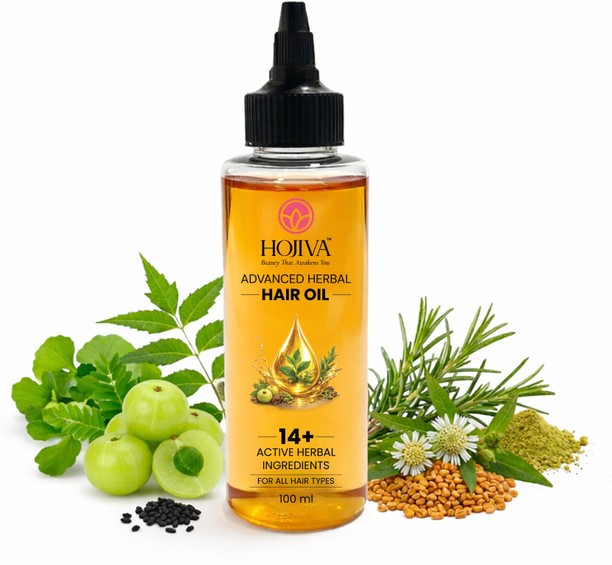 HOJIVA™
Beauty That Awakens You
ADVANCED HERBAL
HAIR OIL
14+
ACTIVE HERBAL
INGREDIENTS
FOR ALL HAIR TYPES
100 ml